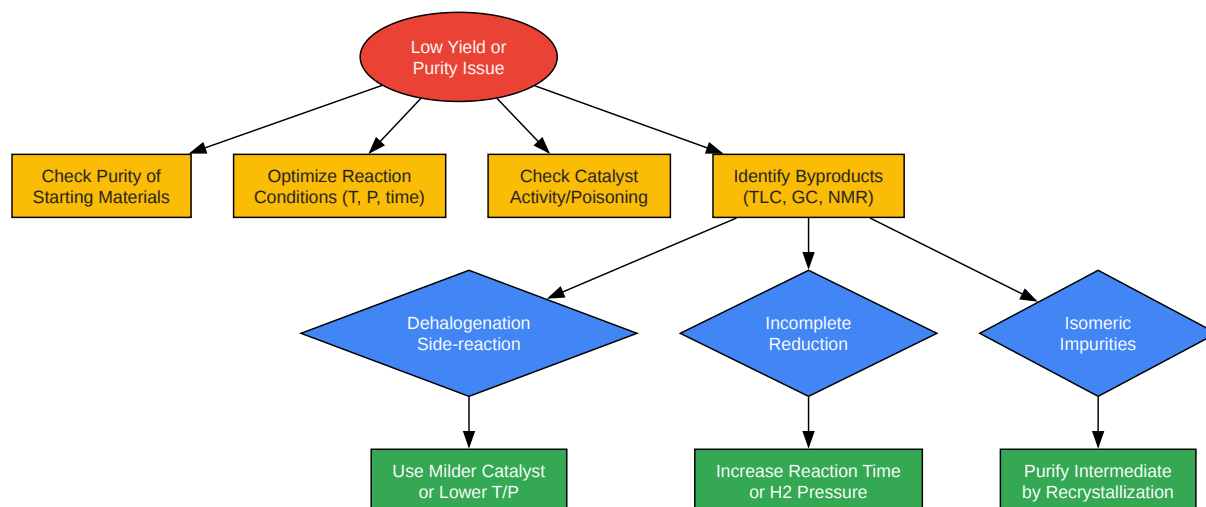 Low Yield or
Purity Issue
Check Purity of
Starting Materials
Optimize Reaction
Conditions (T, P, time)
Check Catalyst
Activity/Poisoning
Identify Byproducts
(TLC, GC, NMR)
Dehalogenation
Side-reaction
Incomplete
Reduction
Isomeric
Impurities
Use Milder Catalyst
or Lower T/P
Increase Reaction Time
or H2 Pressure
Purify Intermediate
by Recrystallization